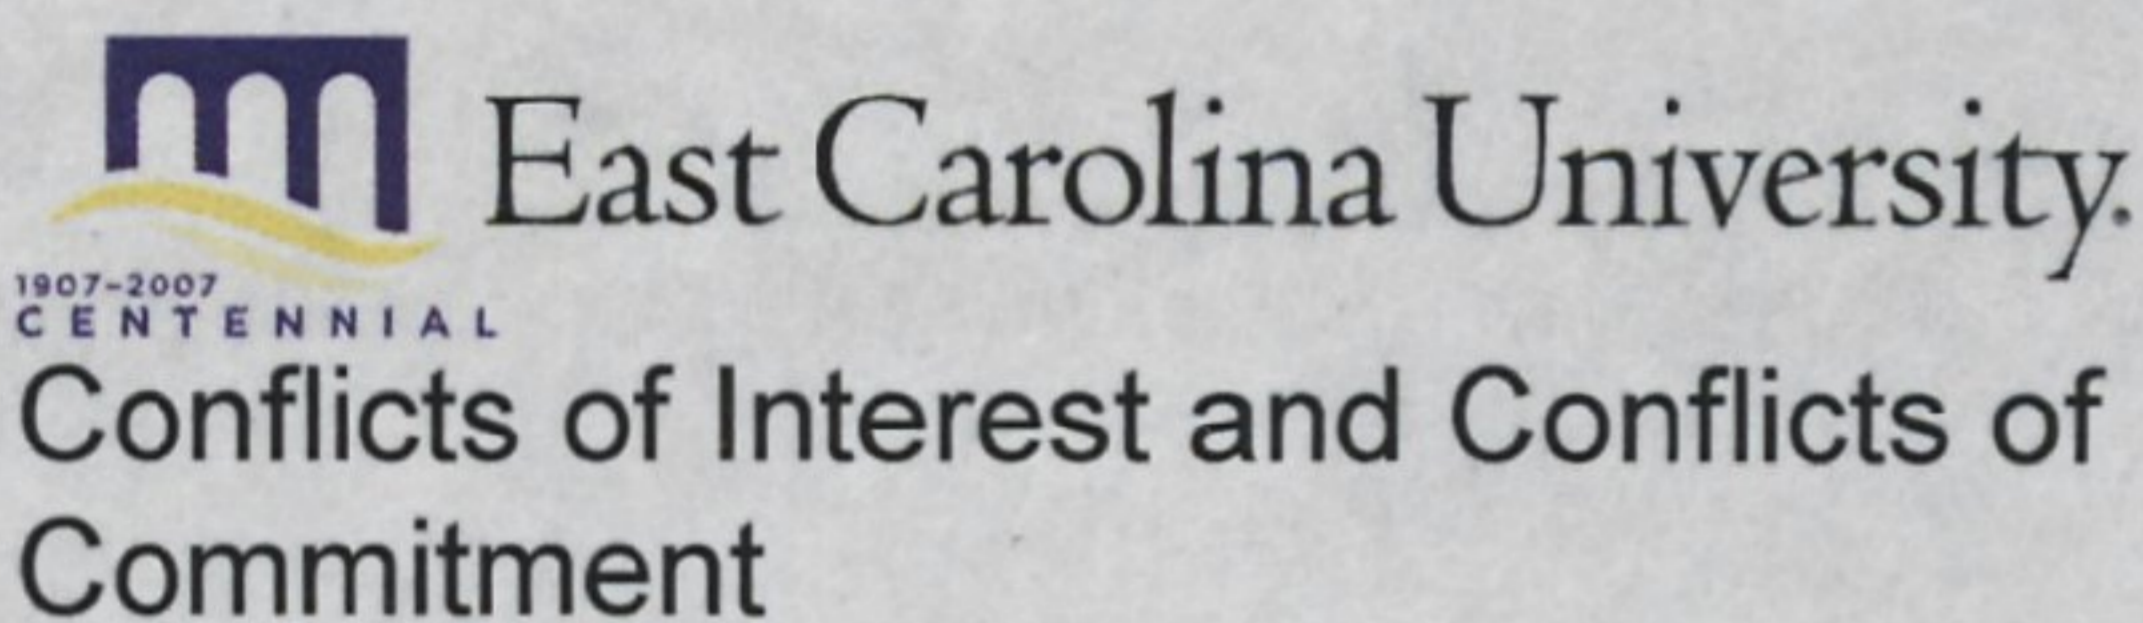 East Carolina University.
1907-2007
CENTENNIAL
Conflicts of Interest and Conflicts of
Commitment